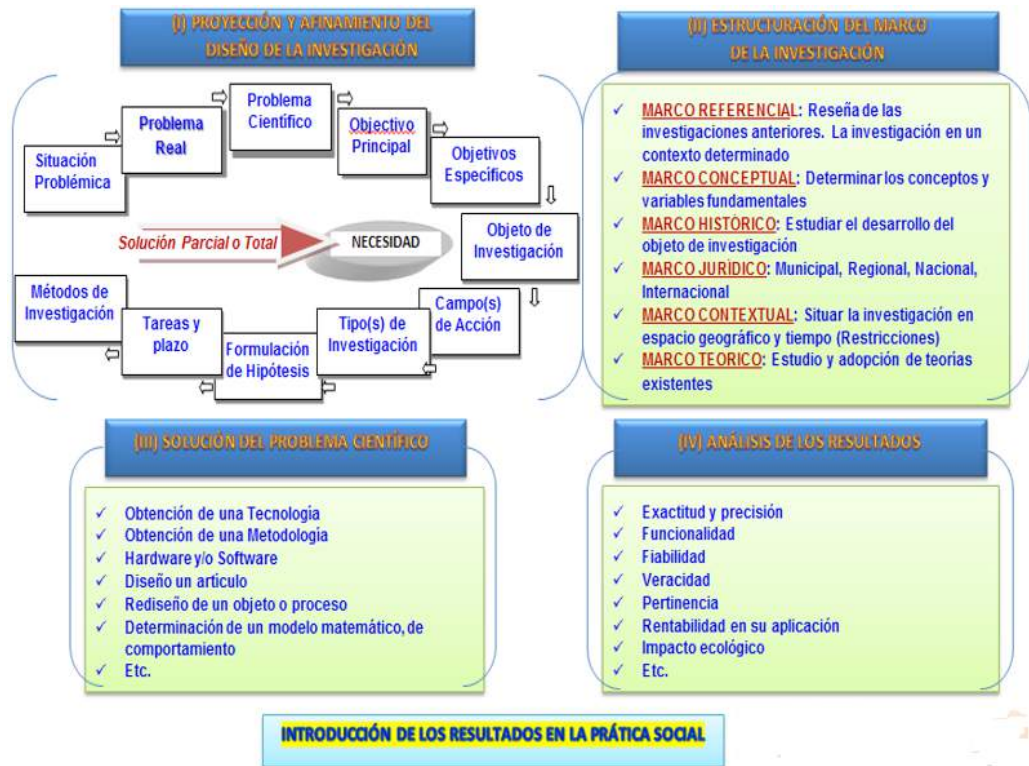 (I) PROYECCIÓN Y AFINAMIENTO DEL
DISEÑO DE LA INVESTIGACIÓN
Situación
Problémica
Problema
Real
Problema
Científico
Objectivo
Principal
Objetivos
Específicos
Objeto de
Investigación
Campo(s)
de Acción
Tipo(s) de
Investigación
Formulación
de Hipótesis
Tareas y
plazo
Métodos de
Investigación
Solución Parcial o Total
NECESIDAD
(II) ESTRUCTURACIÓN DEL MARCO
DE LA INVESTIGACIÓN
✓ MARCO REFERENCIAL: Reseña de las
investigaciones anteriores. La investigación en un
contexto determinado
✓ MARCO CONCEPTUAL: Determinar los conceptos y
variables fundamentales
✓ MARCO HISTÓRICO: Estudiar el desarrollo del
objeto de investigación
✓ MARCO JURÍDICO: Municipal, Regional, Nacional,
Internacional
✓ MARCO CONTEXTUAL: Situar la investigación en
espacio geográfico y tiempo (Restricciones)
✓ MARCO TEORICO: Estudio y adopción de teorías
existentes
(III) SOLUCIÓN DEL PROBLEMA CIENTÍFICO
✓ Obtención de una Tecnología
✓ Obtención de una Metodología
✓ Hardware y/o Software
✓ Diseño un artículo
✓ Rediseño de un objeto o proceso
✓ Determinación de un modelo matemático, de
comportamiento
✓ Etc.
(IV) ANÁLISIS DE LOS RESULTADOS
✓ Exactitud y precisión
✓ Funcionalidad
✓ Fiabilidad
✓ Veracidad
✓ Pertinencia
✓ Rentabilidad en su aplicación
✓ Impacto ecológico
✓ Etc.
INTRODUCCIÓN DE LOS RESULTADOS EN LA PRÁTICA SOCIAL